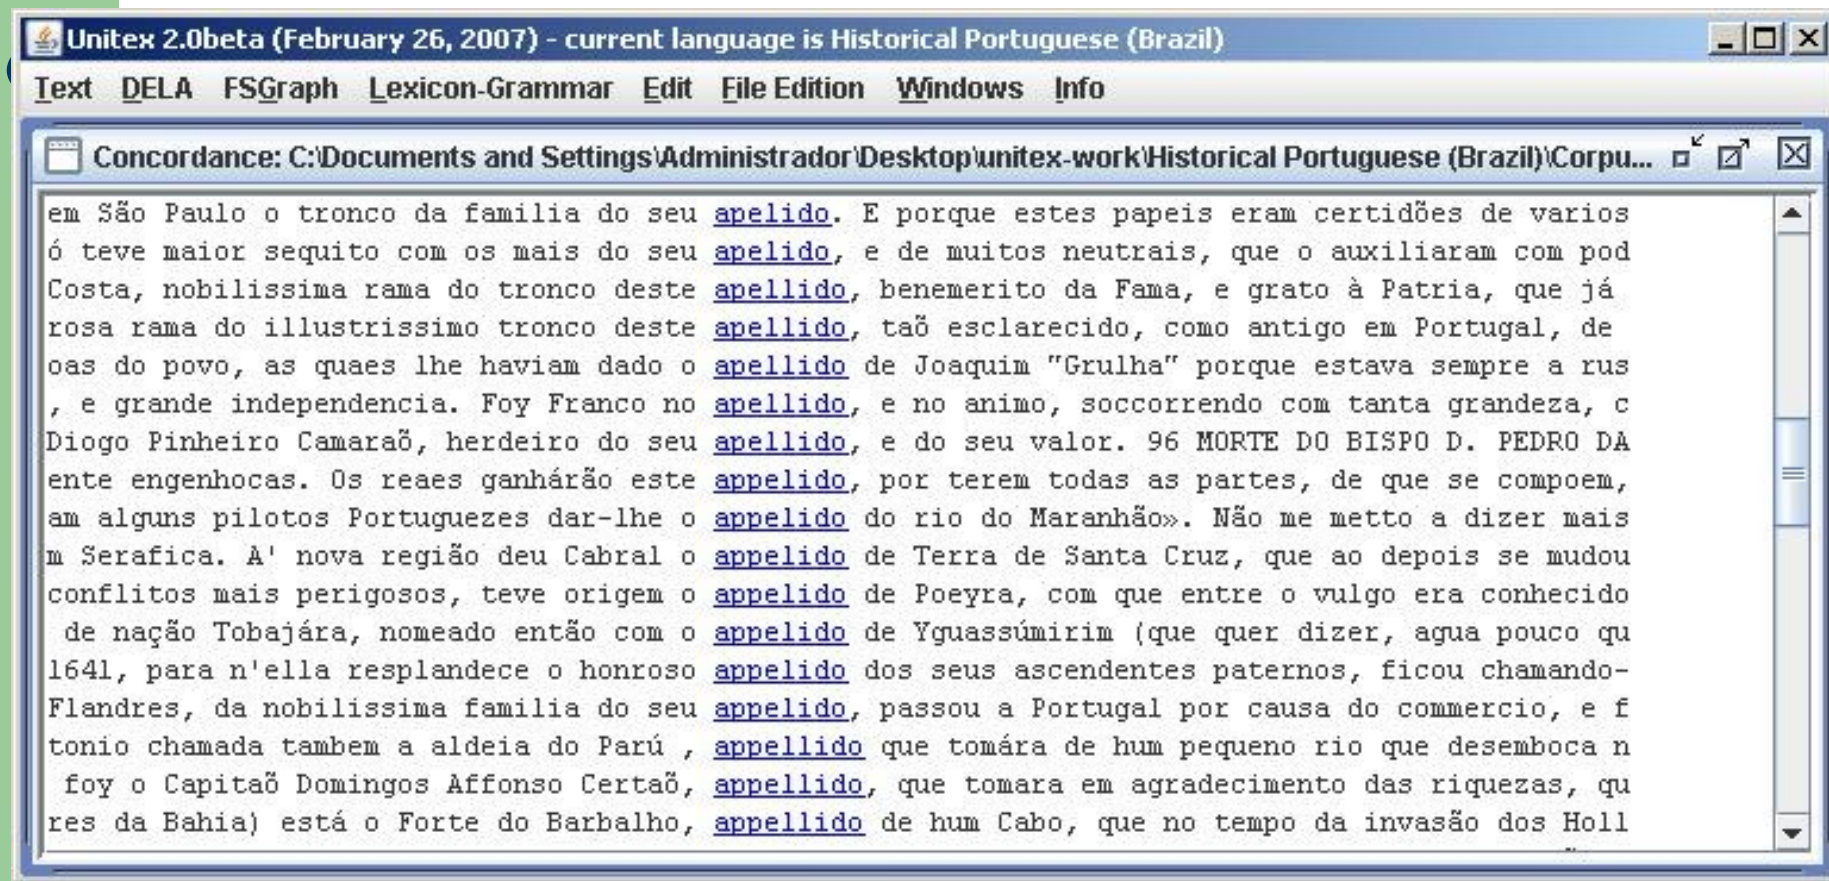 Unitex 2.0beta (February 26, 2007) - current language is Historical Portuguese (Brazil)
Text DELA FSGraph Lexicon-Grammar Edit File Edition Windows Info
Concordance: C:\Documents and Settings\Administrador\Desktop\unitex-work\Historical Portuguese (Brazil)\Corpu...
em São Paulo o tronco da familia do seu apelido. E porque estes papeis eram certidões de varios
ó teve maior sequito com os mais do seu apelido, e de muitos neutrais, que o auxiliaram com pod
Costa, nobilissima rama do tronco deste apellido, benemerito da Fama, e grato à Patria, que já
rosa rama do illustrissimo tronco deste apellido, taõ esclarecido, como antigo em Portugal, de
oas do povo, as quaes lhe haviam dado o apellido de Joaquim "Grulha" porque estava sempre a rus
, e grande independencia. Foy Franco no apellido, e no animo, soccorrendo com tanta grandeza, c
Diogo Pinheiro Camaraõ, herdeiro do seu apellido, e do seu valor. 96 MORTE DO BISPO D. PEDRO DA
ente engenhocas. Os reaes ganhárão este appelido, por terem todas as partes, de que se compoem,
am alguns pilotos Portuguezes dar-lhe o appelido do rio do Maranhão». Não me metto a dizer mais
m Serafica. A' nova região deu Cabral o appelido de Terra de Santa Cruz, que ao depois se mudou
conflitos mais perigosos, teve origem o appelido de Poeyra, com que entre o vulgo era conhecido
de nação Tobajára, nomeado então com o appelido de Yguassúmirim (que quer dizer, agua pouco qu
1641, para n'ella resplandece o honroso appelido dos seus ascendentes paternos, ficou chamando-
Flandres, da nobilissima familia do seu appelido, passou a Portugal por causa do commercio, e f
tonio chamada tambem a aldeia do Parú , appellido que tomára de hum pequeno rio que desemboca n
foy o Capitaõ Domingos Affonso Certaõ, appellido, que tomara em agradecimento das riquezas, qu
res da Bahia) está o Forte do Barbalho, appellido de hum Cabo, que no tempo da invasão dos Holl